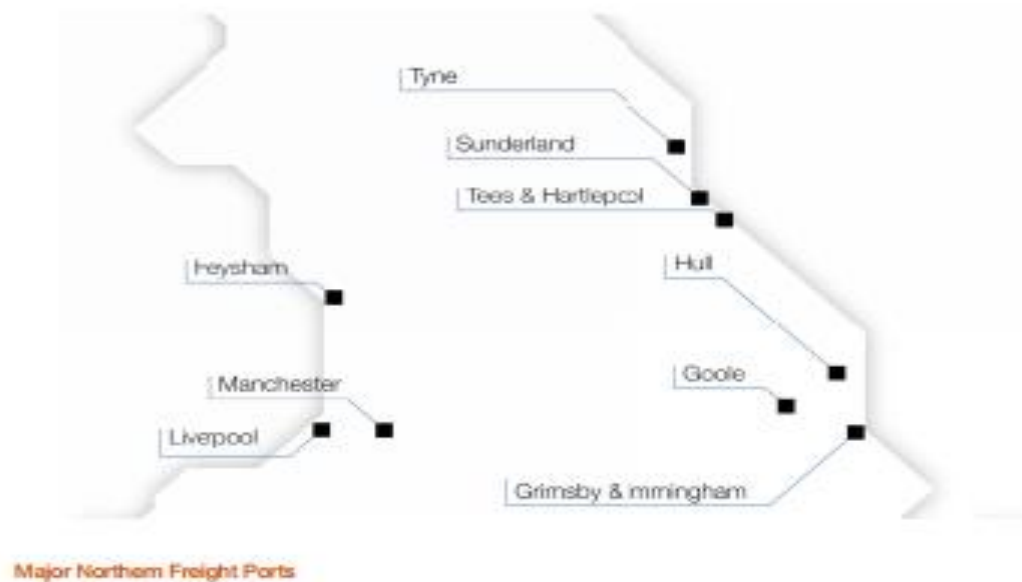 Tyne
Sunderland
Tees & Hartlepool
Heysham
Hull
Manchester
Goole
Liverpool
Grimsby & Immingham
Major Northern Freight Ports